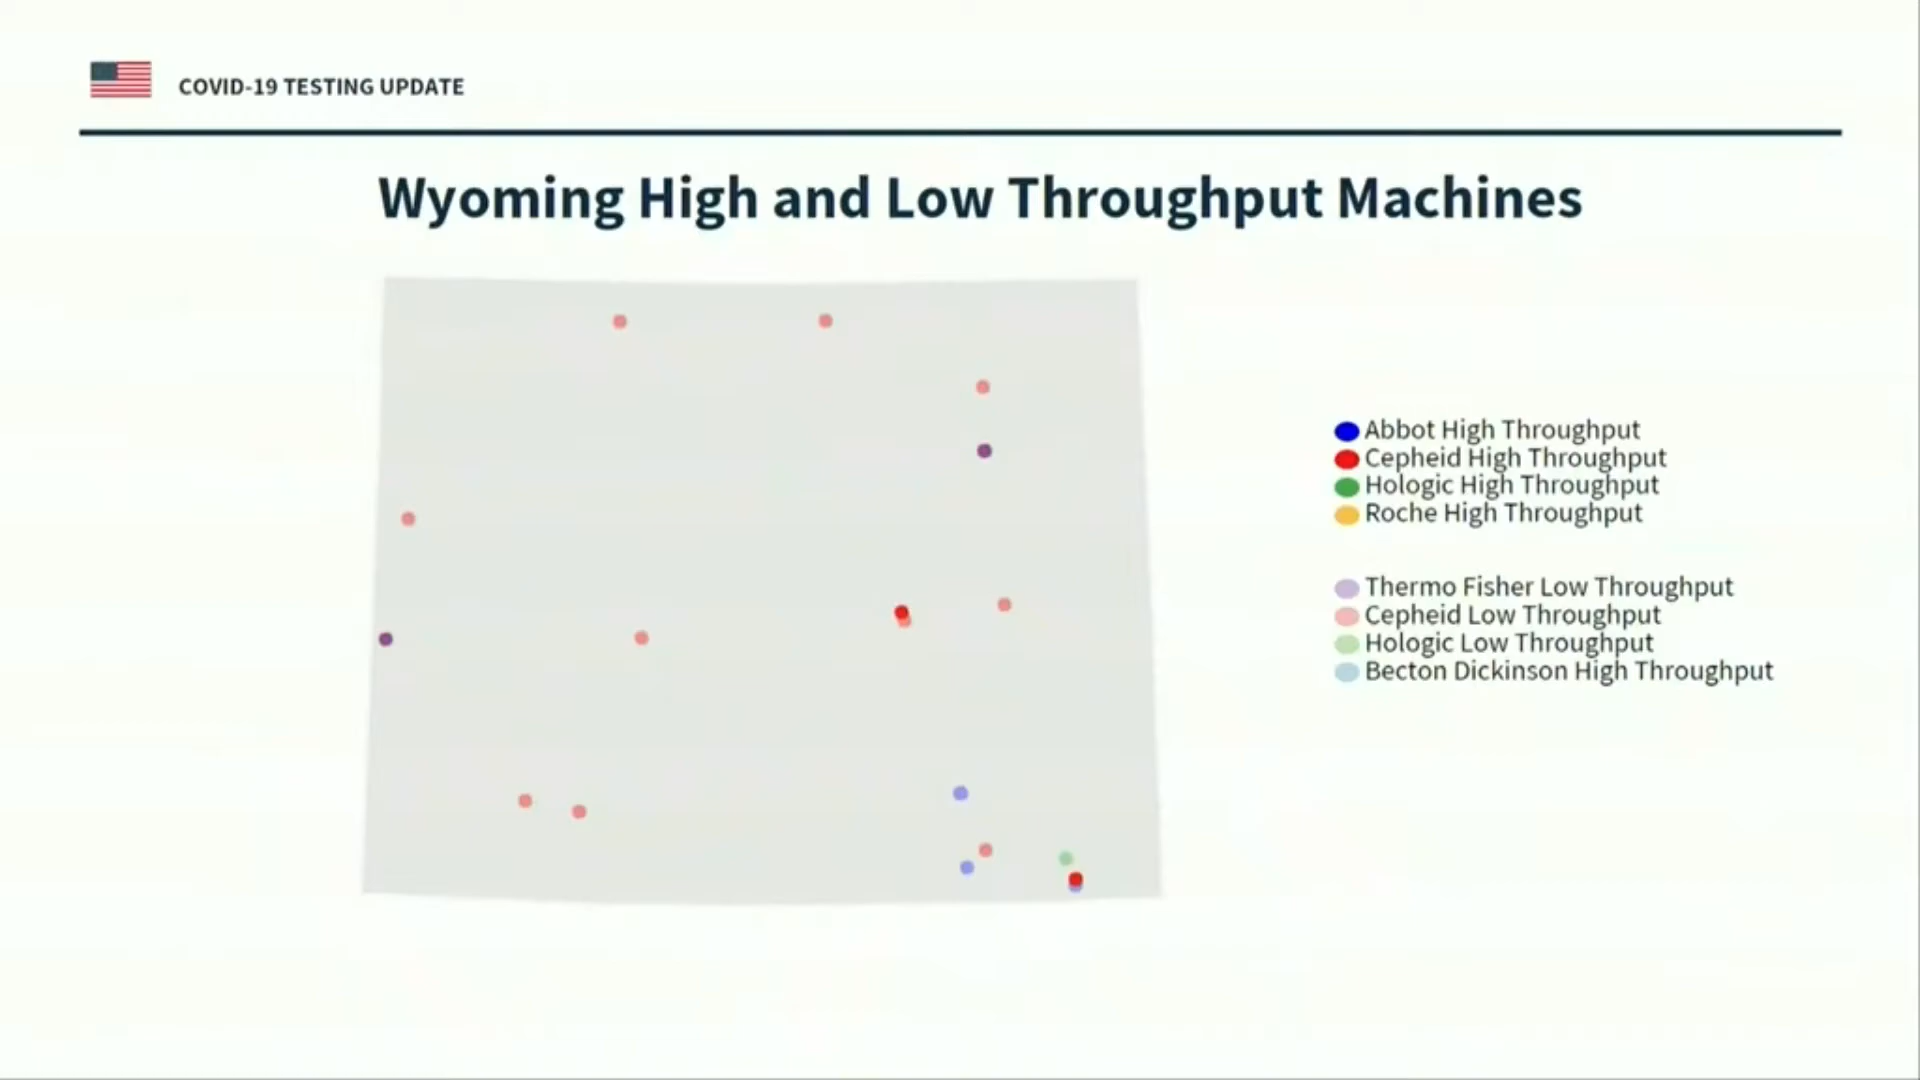 COVID-19 TESTING UPDATE
Wyoming High and Low Throughput Machines
Abbot High Throughput
Cepheid High Throughput
Hologic High Throughput
Roche High Throughput
Thermo Fisher Low Throughput
Cepheid Low Throughput
Hologic Low Throughput
Becton Dickinson High Throughput